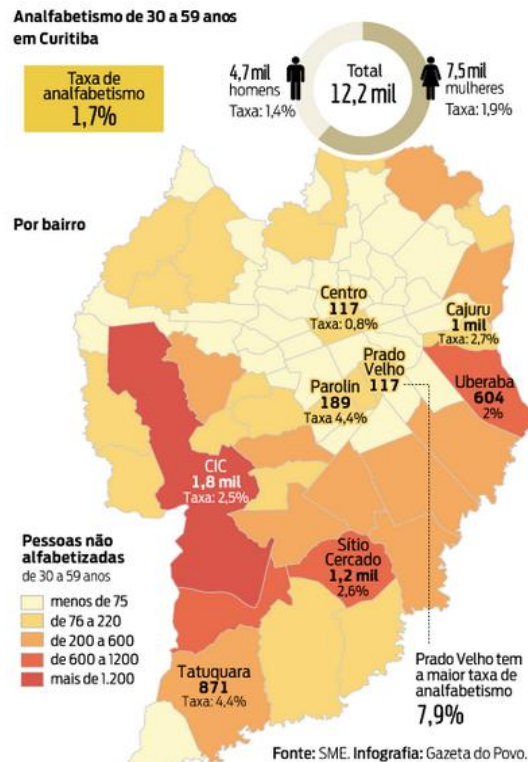 Analfabetismo de 30 a 59 anos
em Curitiba
Taxa de
analfabetismo
1,7%
4,7 mil
homens
Taxa: 1,4%
Total
12,2 mil
7,5 mil
mulheres
Taxa: 1,9%
Por bairro
Centro
117
Taxa: 0,8%
Cajuru
1 mil
Taxa: 2,7%
Prado
Velho
117
Parolin
189
Taxa 4,4%
Uberaba
604
2%
CIC
1,8 mil
Taxa: 2,5%
Sítio
Cercado
1,2 mil
2,6%
Tatuquara
871
Taxa: 4,4%
Pessoas não
alfabetizadas
de 30 a 59 anos
menos de 75
de 76 a 220
de 200 a 600
de 600 a 1200
mais de 1.200
Prado Velho tem
a maior taxa de
analfabetismo
7,9%
Fonte: SME. Infografia: Gazeta do Povo.